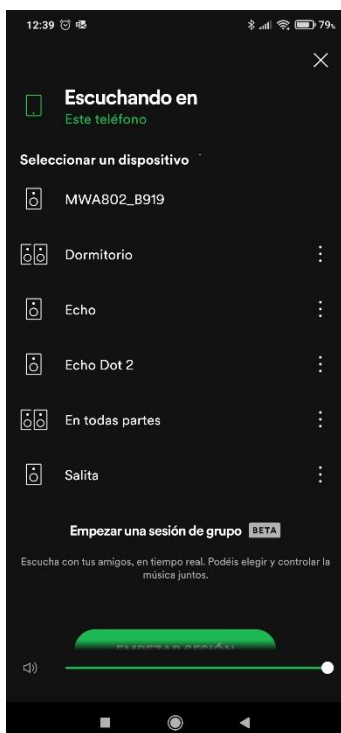 12:39
79%
Escuchando en
Este teléfono
Seleccionar un dispositivo
MWA802_B919
Dormitorio
Echo
Echo Dot 2
En todas partes
Salita
Empezar una sesión de grupo BETA
Escucha con tus amigos, en tiempo real. Podéis elegir y controlar la
música juntos.
EMPEZAR SESIÓN